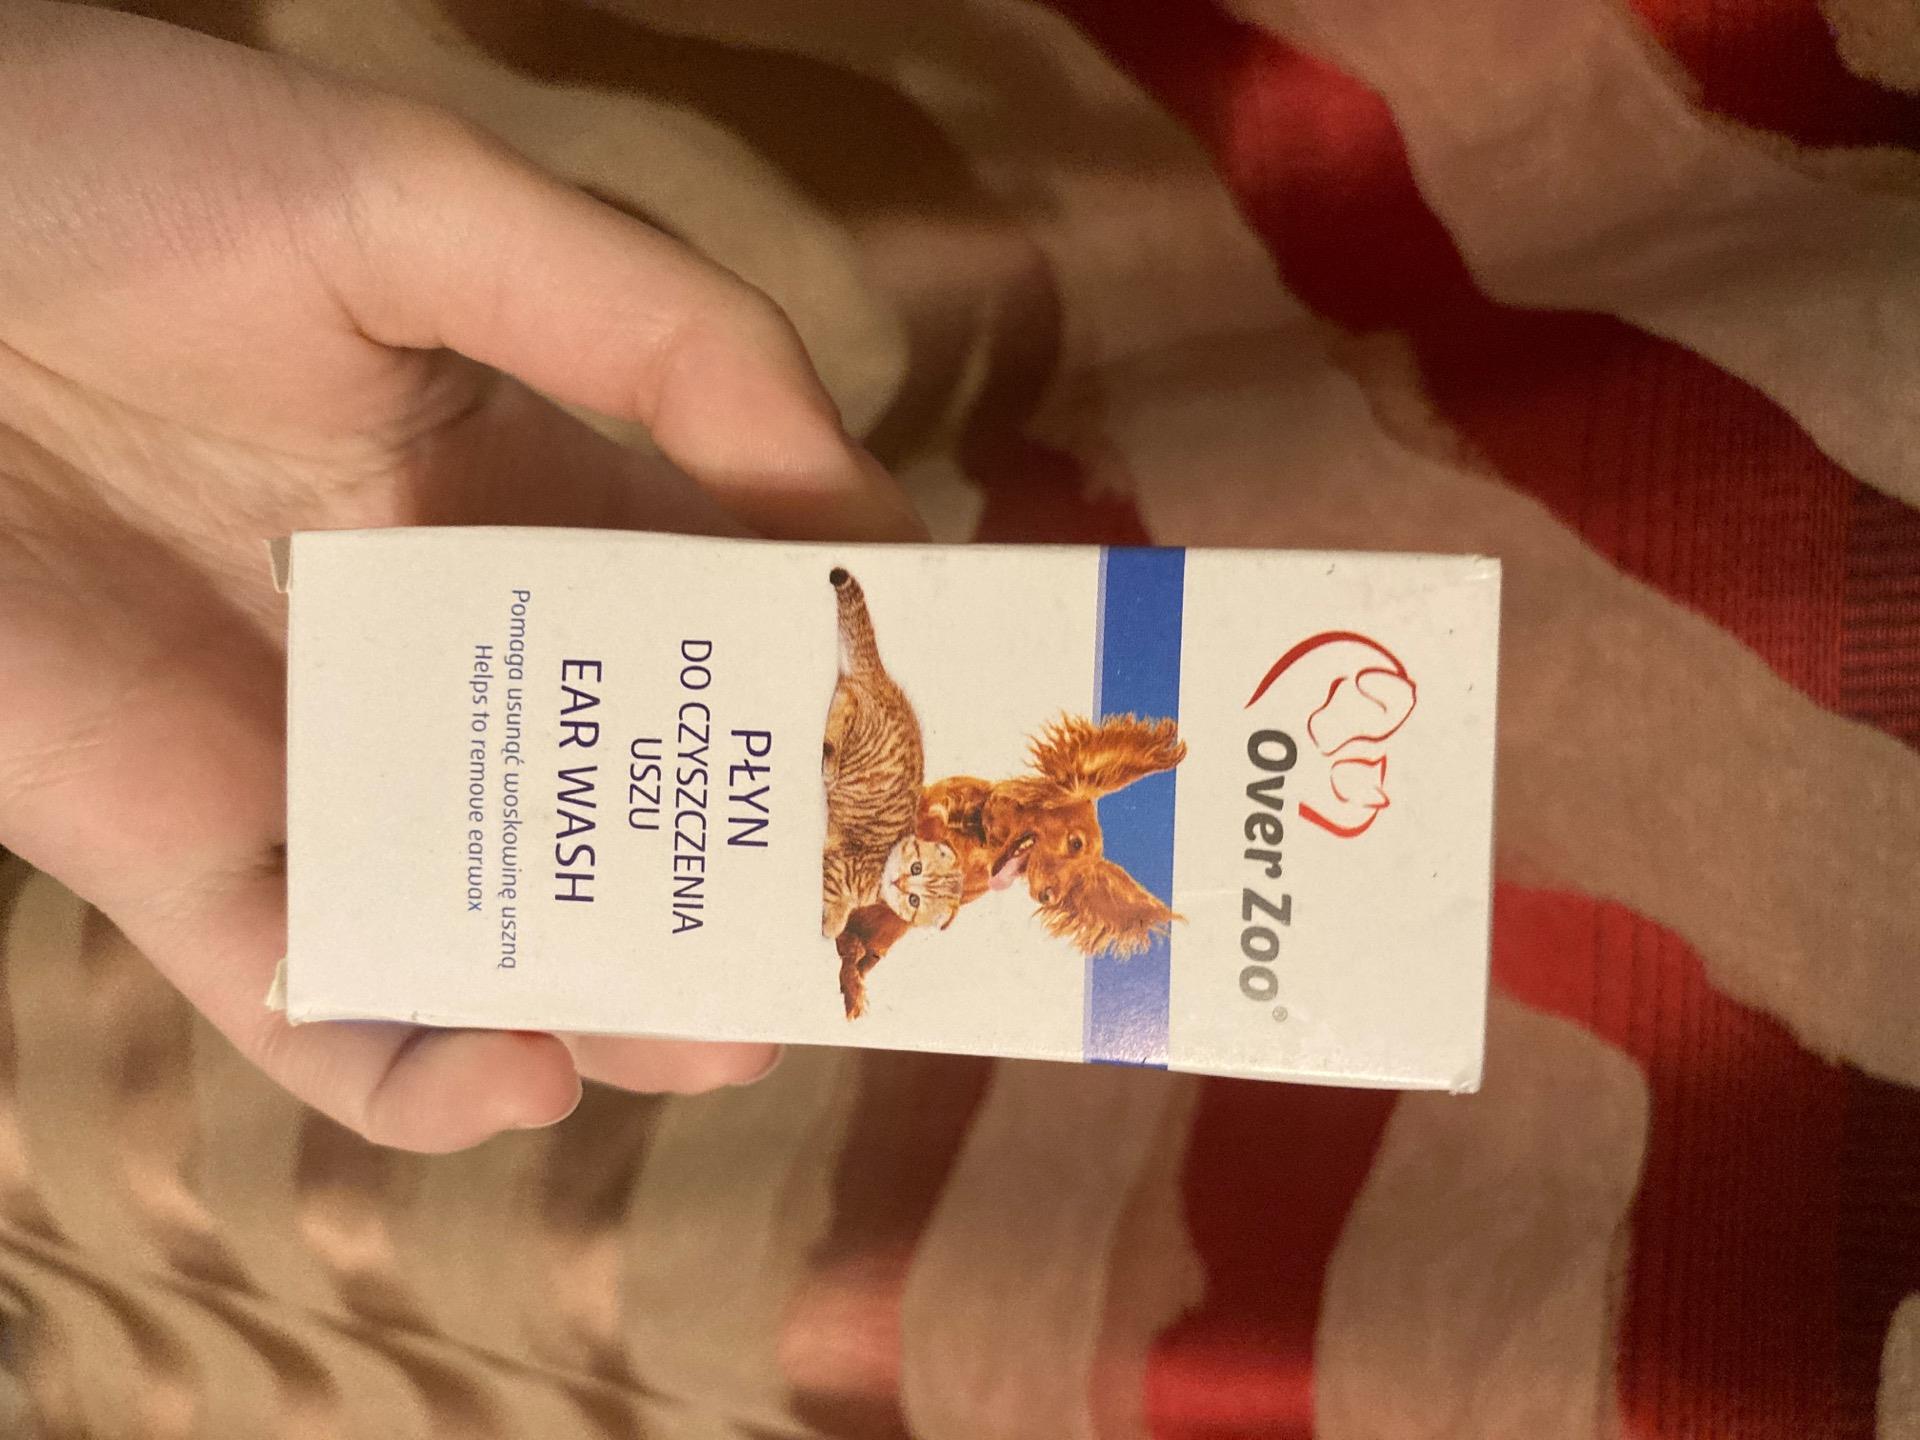 Over Zoo®
PŁYN
DO CZYSZCZENIA
USZU
EAR WASH
Pomaga usunąć woskowinę uszną
Helps to remove earwax